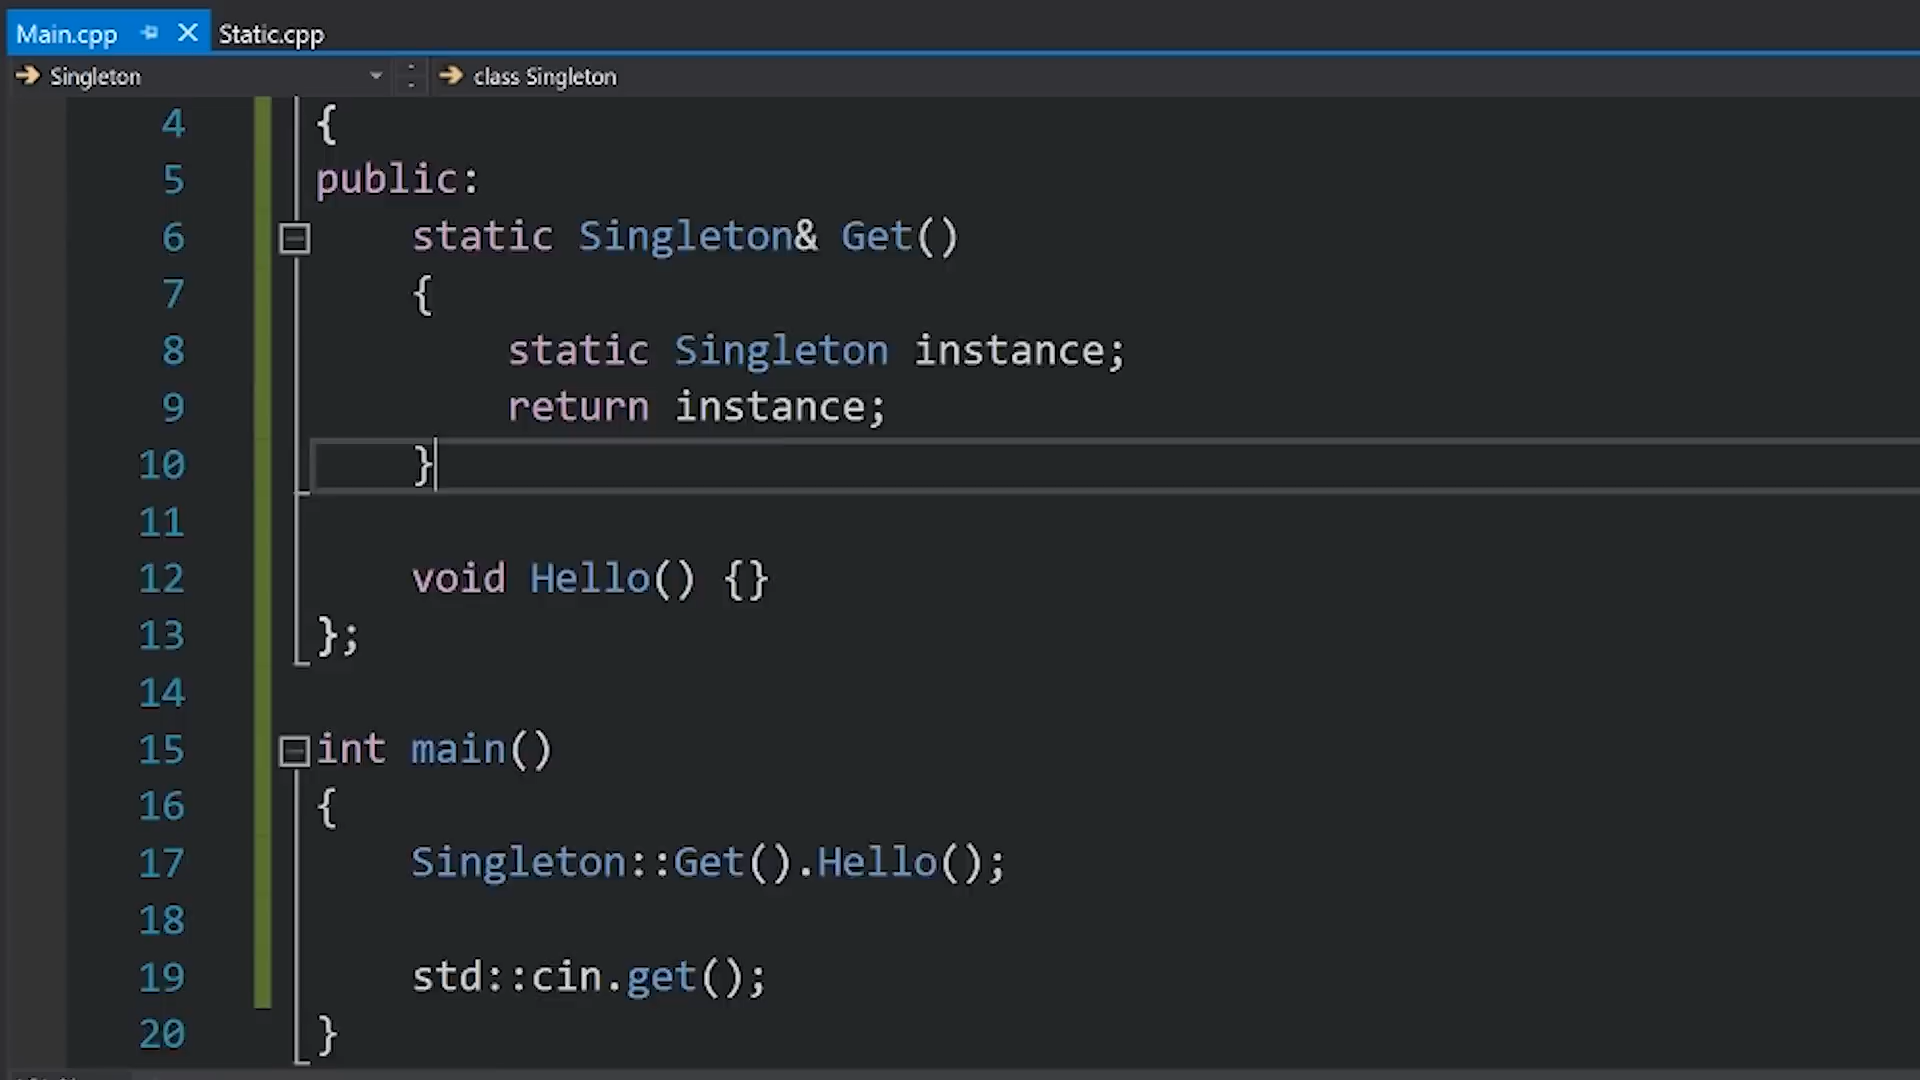 Main.cpp Static.cpp
Singleton class Singleton
4 {
5 public:
6 static Singleton& Get()
7 {
8 static Singleton instance;
9 return instance;
10 }
11
12 void Hello() {}
13 };
14
15 int main()
16 {
17 Singleton::Get().Hello();
18
19 std::cin.get();
20 }